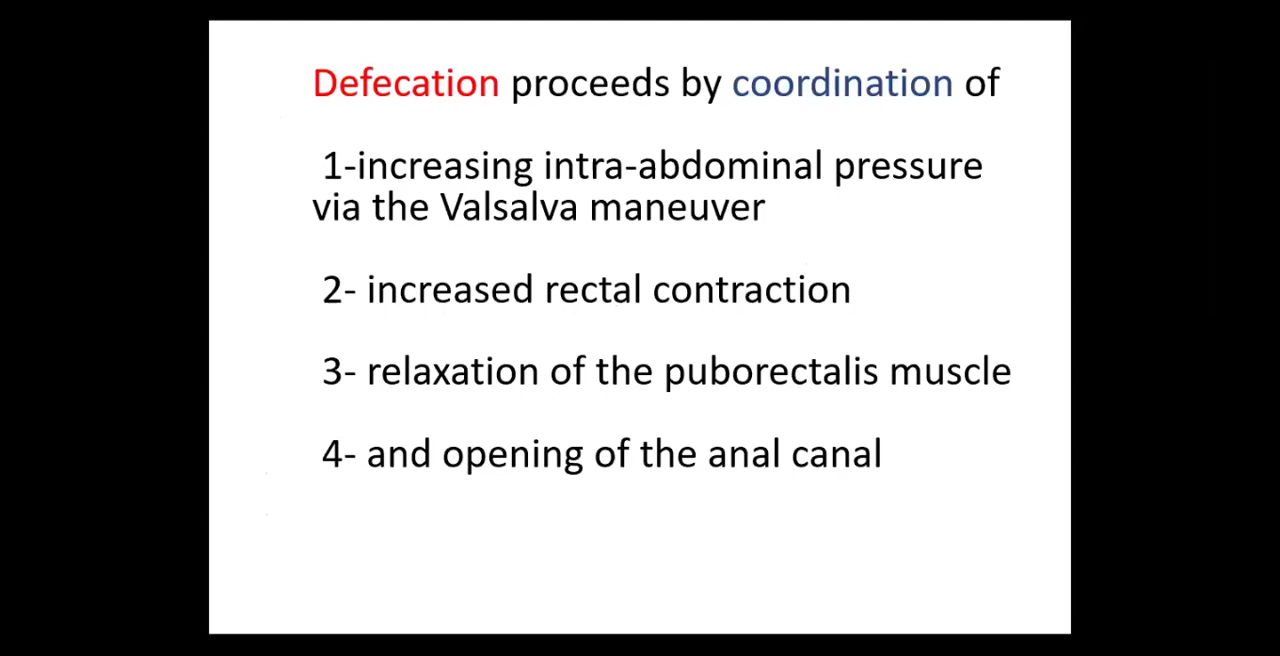 Defecation proceeds by coordination of
1-increasing intra-abdominal pressure
via the Valsalva maneuver
2- increased rectal contraction
3- relaxation of the puborectalis muscle
4- and opening of the anal canal